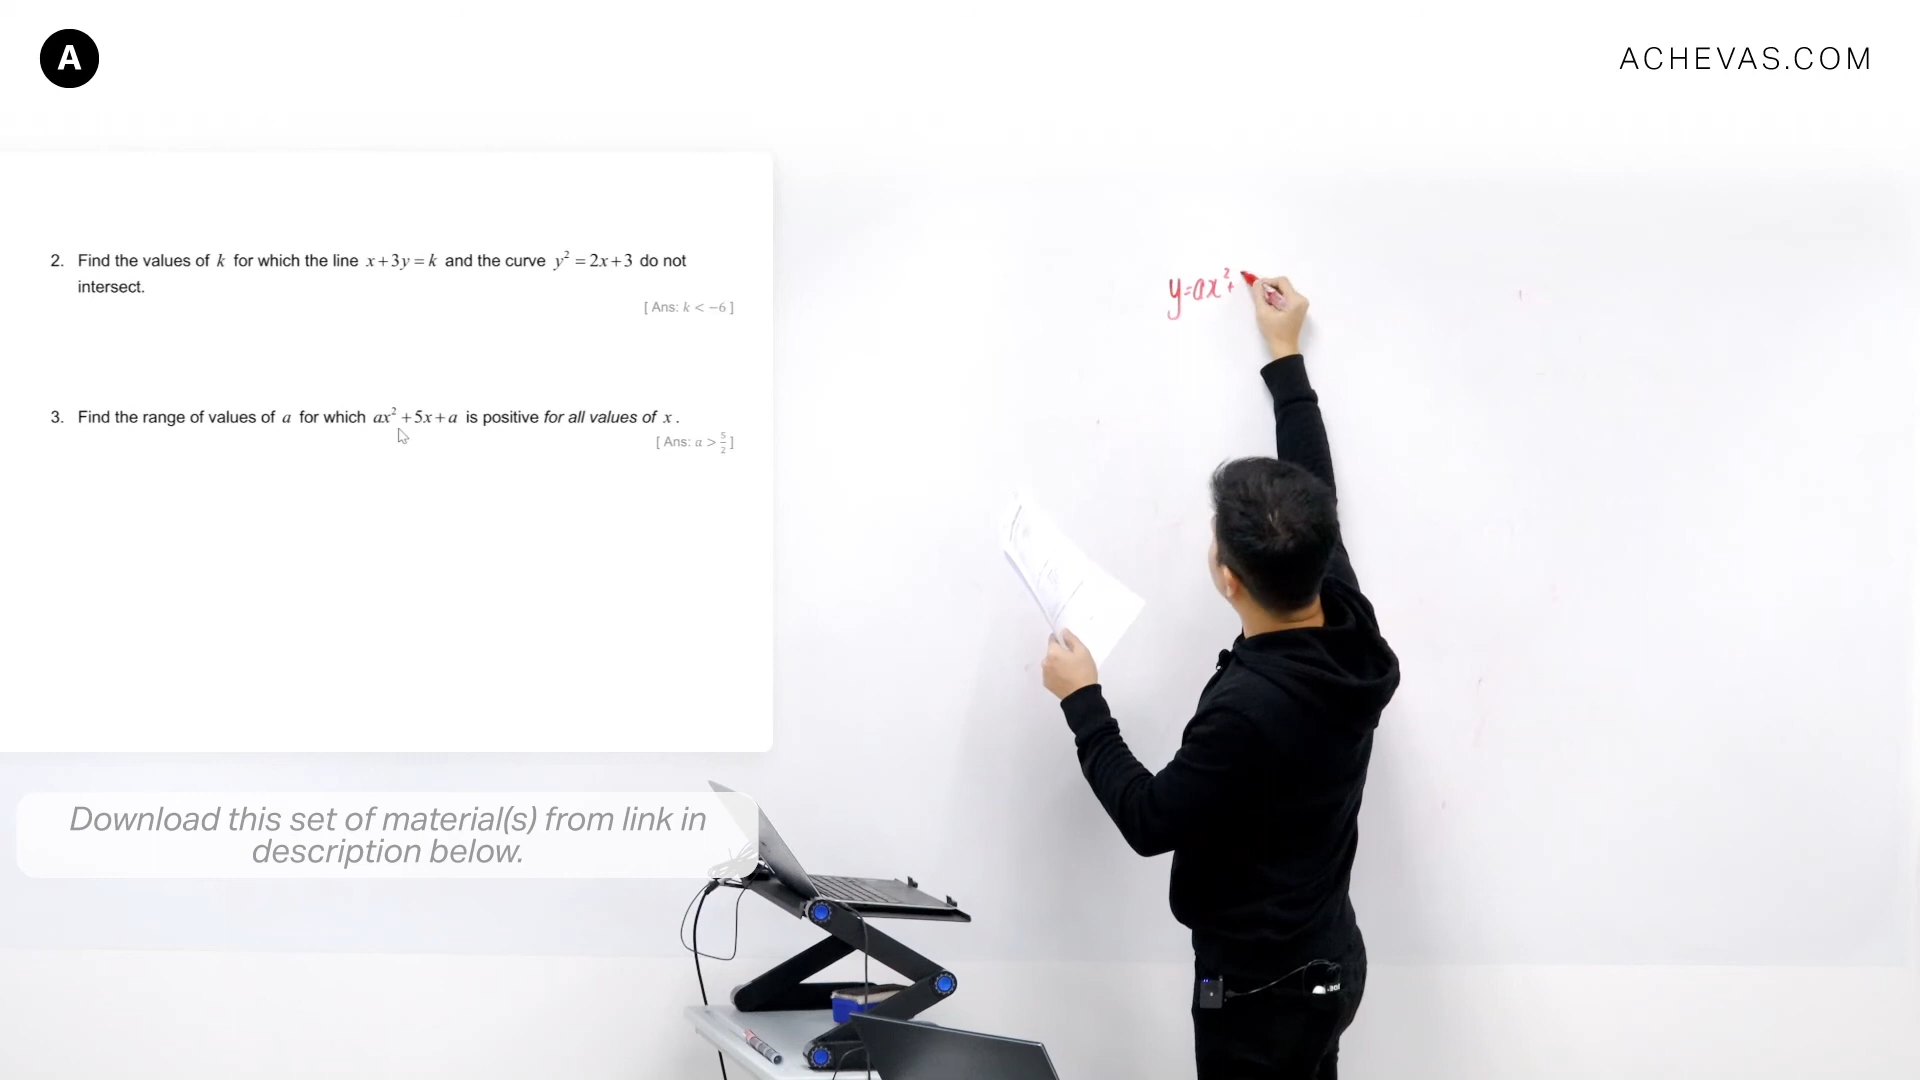 A
ACHEVAS.COM
2. Find the values of k for which the line x+3y=k and the curve y²=2x+3 do not
intersect.
[ Ans: k < −6 ]
3. Find the range of values of a for which ax²+5x+a is positive for all values of x.
[ Ans: a > 5/2 ]
y=ax²+
Download this set of material(s) from link in
description below.